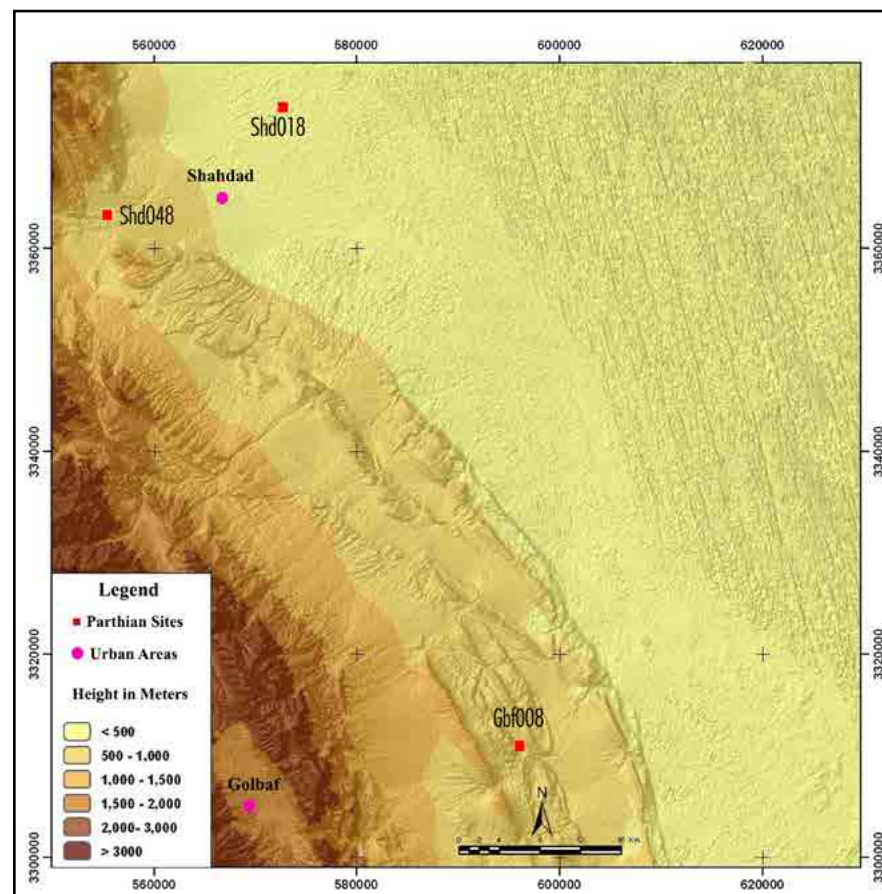 560000 580000 600000 620000
Shd018
Shahdad
Shd048
3360000 3360000
3340000 3340000
Legend
Parthian Sites
Urban Areas
Height in Meters
< 500
500 - 1.000
1,000 - 1,500
1,500 - 2,000
2,000- 3,000
> 3000
3320000 3320000
Gbf008
Golbaf
N
3300000 3300000
560000 580000 600000 620000